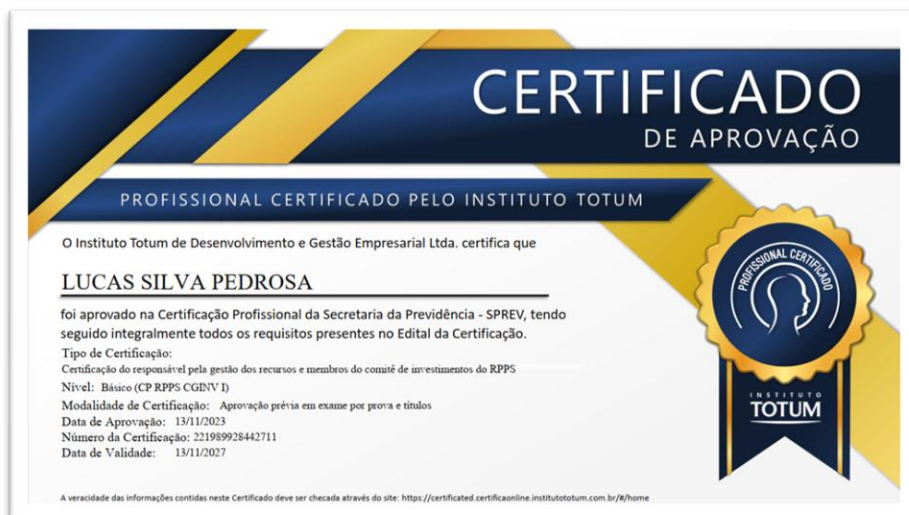 CERTIFICADO
DE APROVAÇÃO
PROFISSIONAL CERTIFICADO PELO INSTITUTO TOTUM
O Instituto Totum de Desenvolvimento e Gestão Empresarial Ltda. certifica que
LUCAS SILVA PEDROSA
foi aprovado na Certificação Profissional da Secretaria da Previdência - SPREV, tendo
seguido integralmente todos os requisitos presentes no Edital da Certificação.
Tipo de Certificação:
Certificação do responsável pela gestão dos recursos e membros do comitê de investimentos do RPPS
Nível: Básico (CP RPPS CGINV I)
Modalidade de Certificação: Aprovação prévia em exame por prova e títulos
Data de Aprovação: 13/11/2023
Número da Certificação: 221989928442711
Data de Validade: 13/11/2027
PROFISSIONAL CERTIFICADO
INSTITUTO
TOTUM
A veracidade das informações contidas neste Certificado deve ser checada através do site: https://certificated.certificaonline.institutototum.com.br/#/home